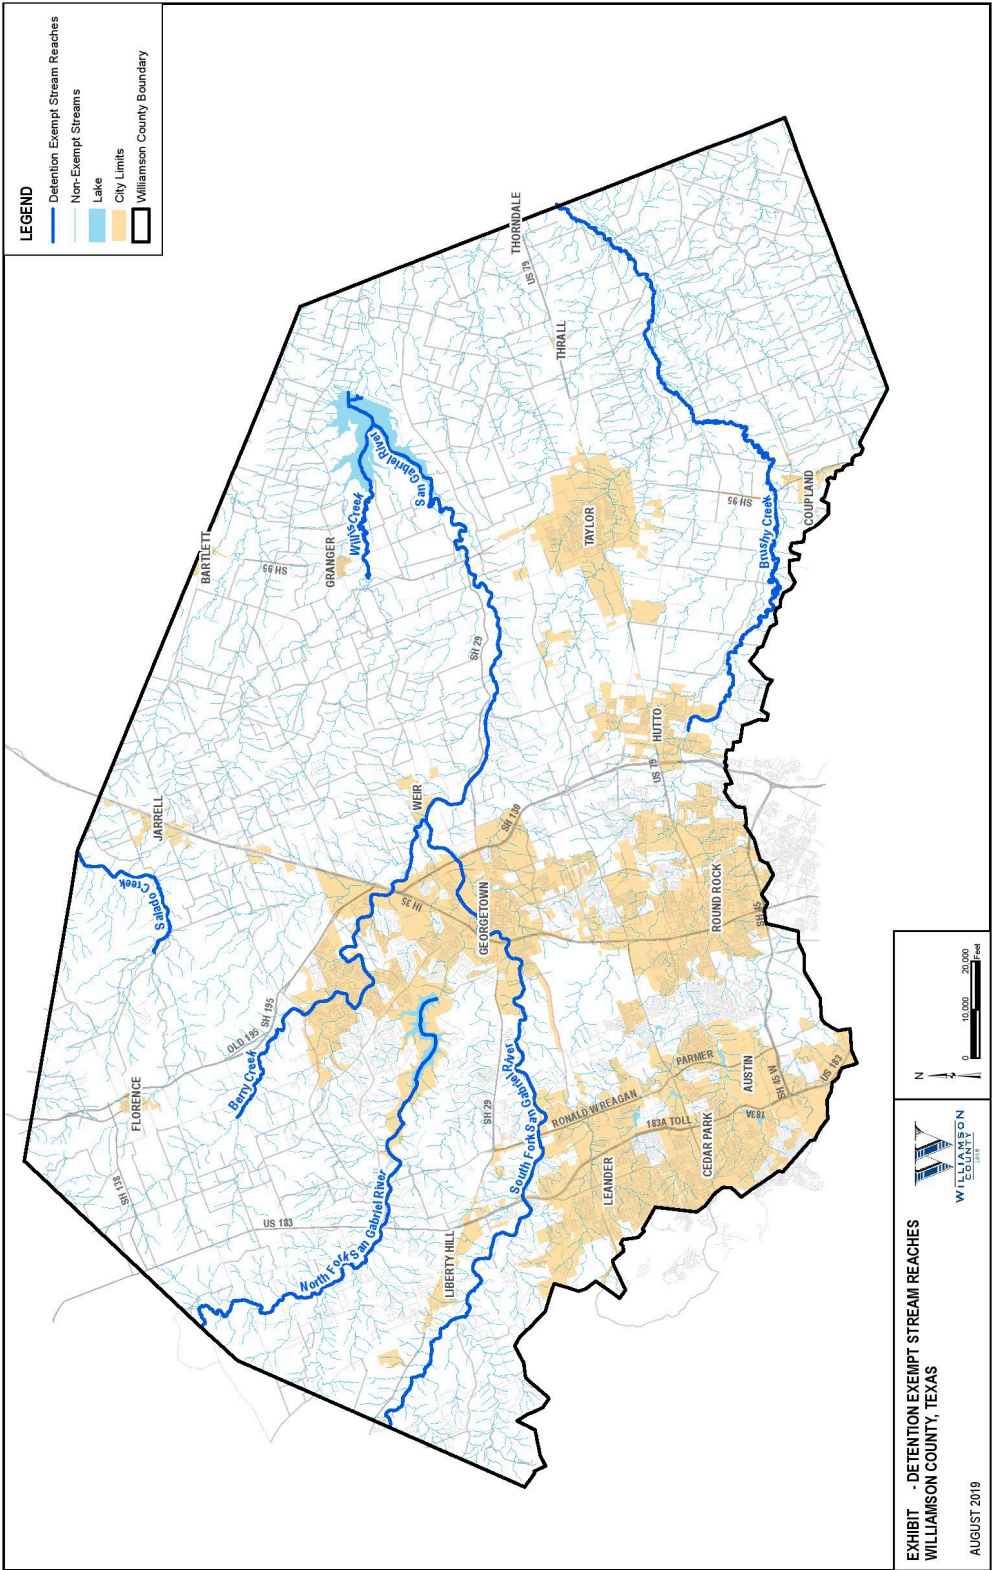 LEGEND
Detention Exempt Stream Reaches
Non-Exempt Streams
Lake
City Limits
Williamson County Boundary
SH 138
FLORENCE
OLD 195
SH 195
Salado Creek
JARRELL
BARTLETT
SH 95
GRANGER
Willis Creek
San Gabriel River
Berry Creek
US 183
North Fork San Gabriel River
IH 35
WEIR
SH 29
THORNDALE
US 79
THRALL
LIBERTY HILL
SH 29
South Fork San Gabriel River
GEORGETOWN
SH 130
TAYLOR
RONALD W REAGAN
LEANDER
183A TOLL
PARMER
CEDAR PARK
183A
AUSTIN
SH 45 W
US 183
ROUND ROCK
SH 45
US 79
HUTTO
SH 95
Brushy Creek
COUPLAND
EXHIBIT - DETENTION EXEMPT STREAM REACHES
WILLIAMSON COUNTY, TEXAS
AUGUST 2019
WILLIAMSON
COUNTY
1848
N
0 10,000 20,000
Feet